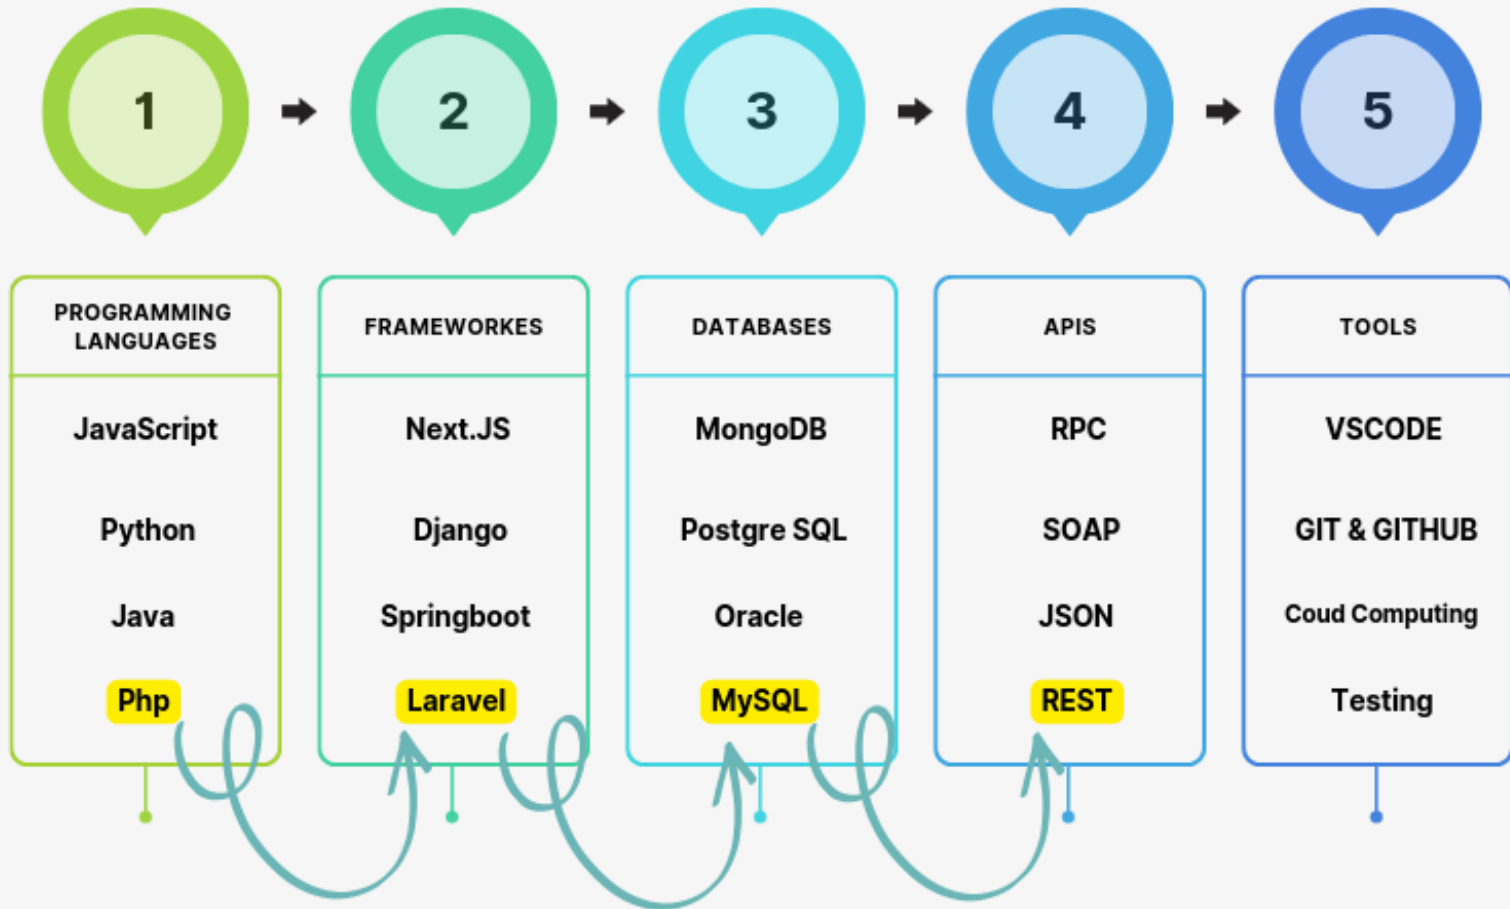 1
2
3
4
5
PROGRAMMING
LANGUAGES
JavaScript
Python
Java
Php
FRAMEWORKES
Next.JS
Django
Springboot
Laravel
DATABASES
MongoDB
Postgre SQL
Oracle
MySQL
APIS
RPC
SOAP
JSON
REST
TOOLS
VSCODE
GIT & GITHUB
Coud Computing
Testing